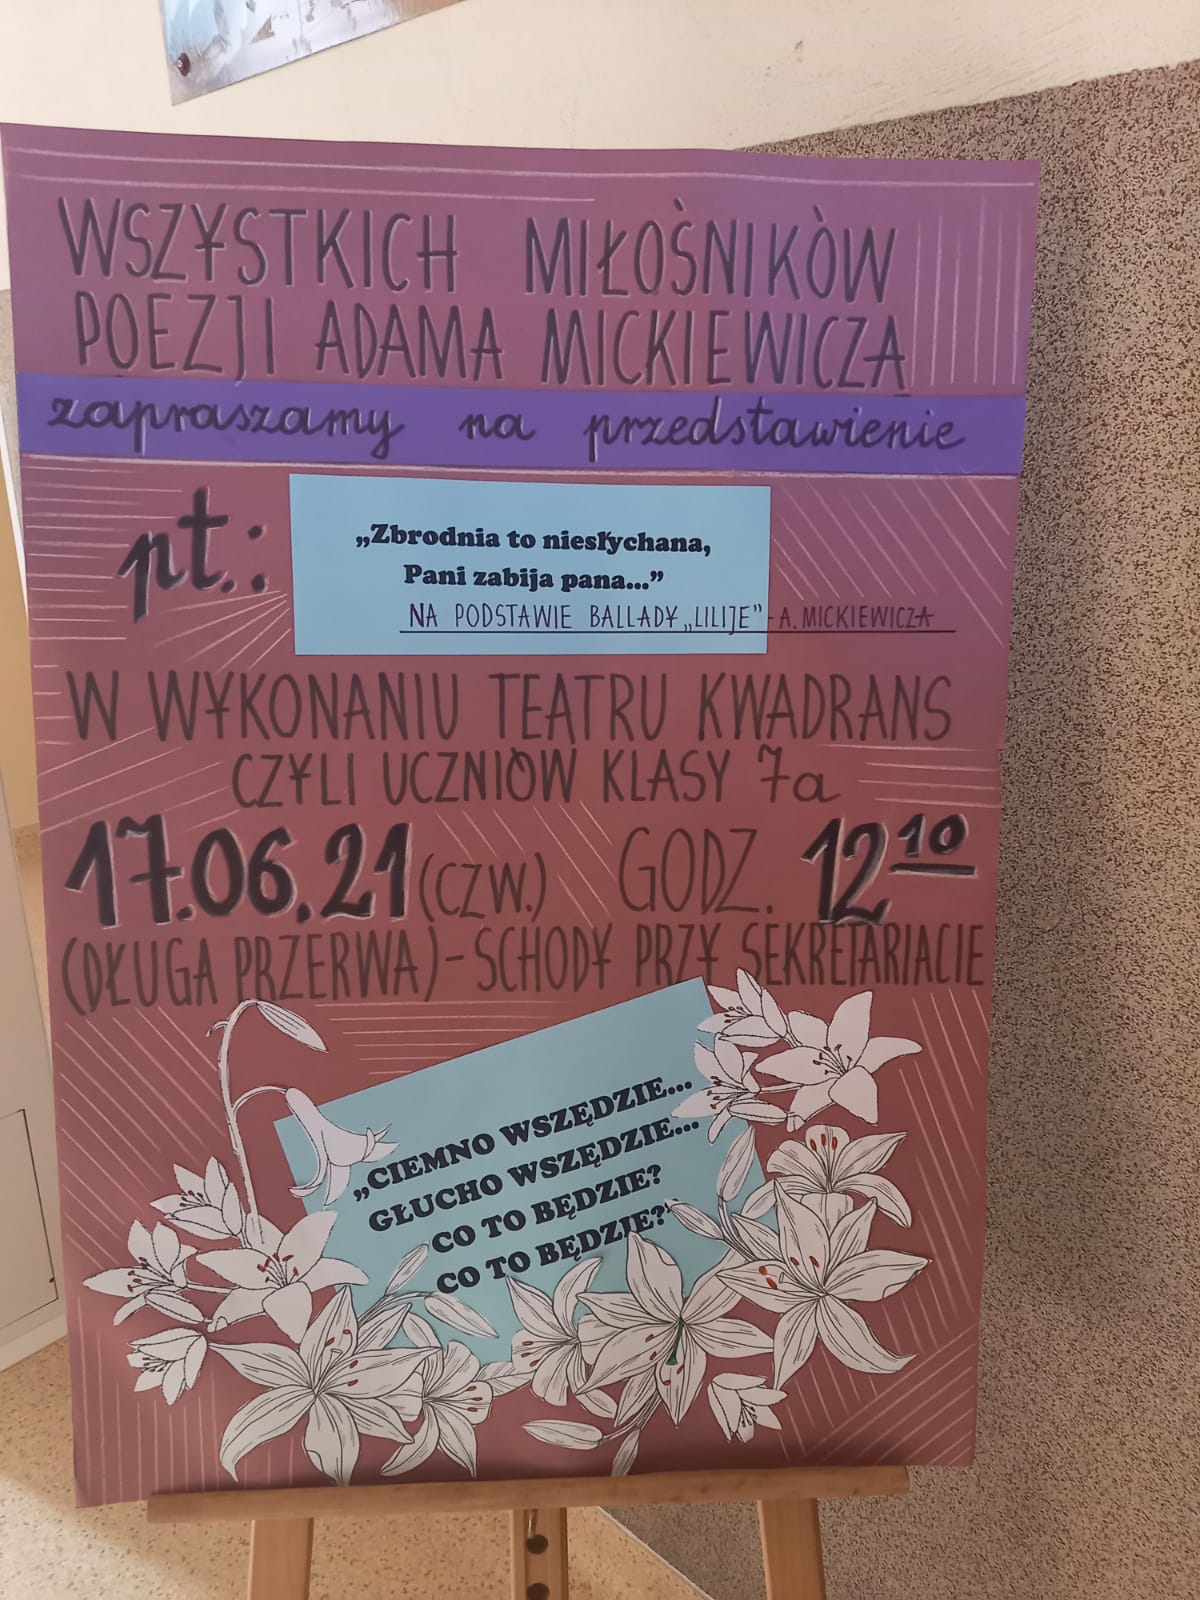 WSZYSTKICH MIŁOŚNIKÓW
POEZJI ADAMA MICKIEWICZA
zapraszamy na przedstawienie
pt.:
„Zbrodnia to niesłychana,
Pani zabija pana...”
NA PODSTAWIE BALLADY „LILIJE” - A. MICKIEWICZA
W WYKONANIU TEATRU KWADRANS
CZYLI UCZNIÓW KLASY 7a
17.06.21 (CZW.) GODZ. 12 10
(DŁUGA PRZERWA) - SCHODY PRZY SEKRETARIACIE
„CIEMNO WSZĘDZIE...
GŁUCHO WSZĘDZIE...
CO TO BĘDZIE?
CO TO BĘDZIE?”